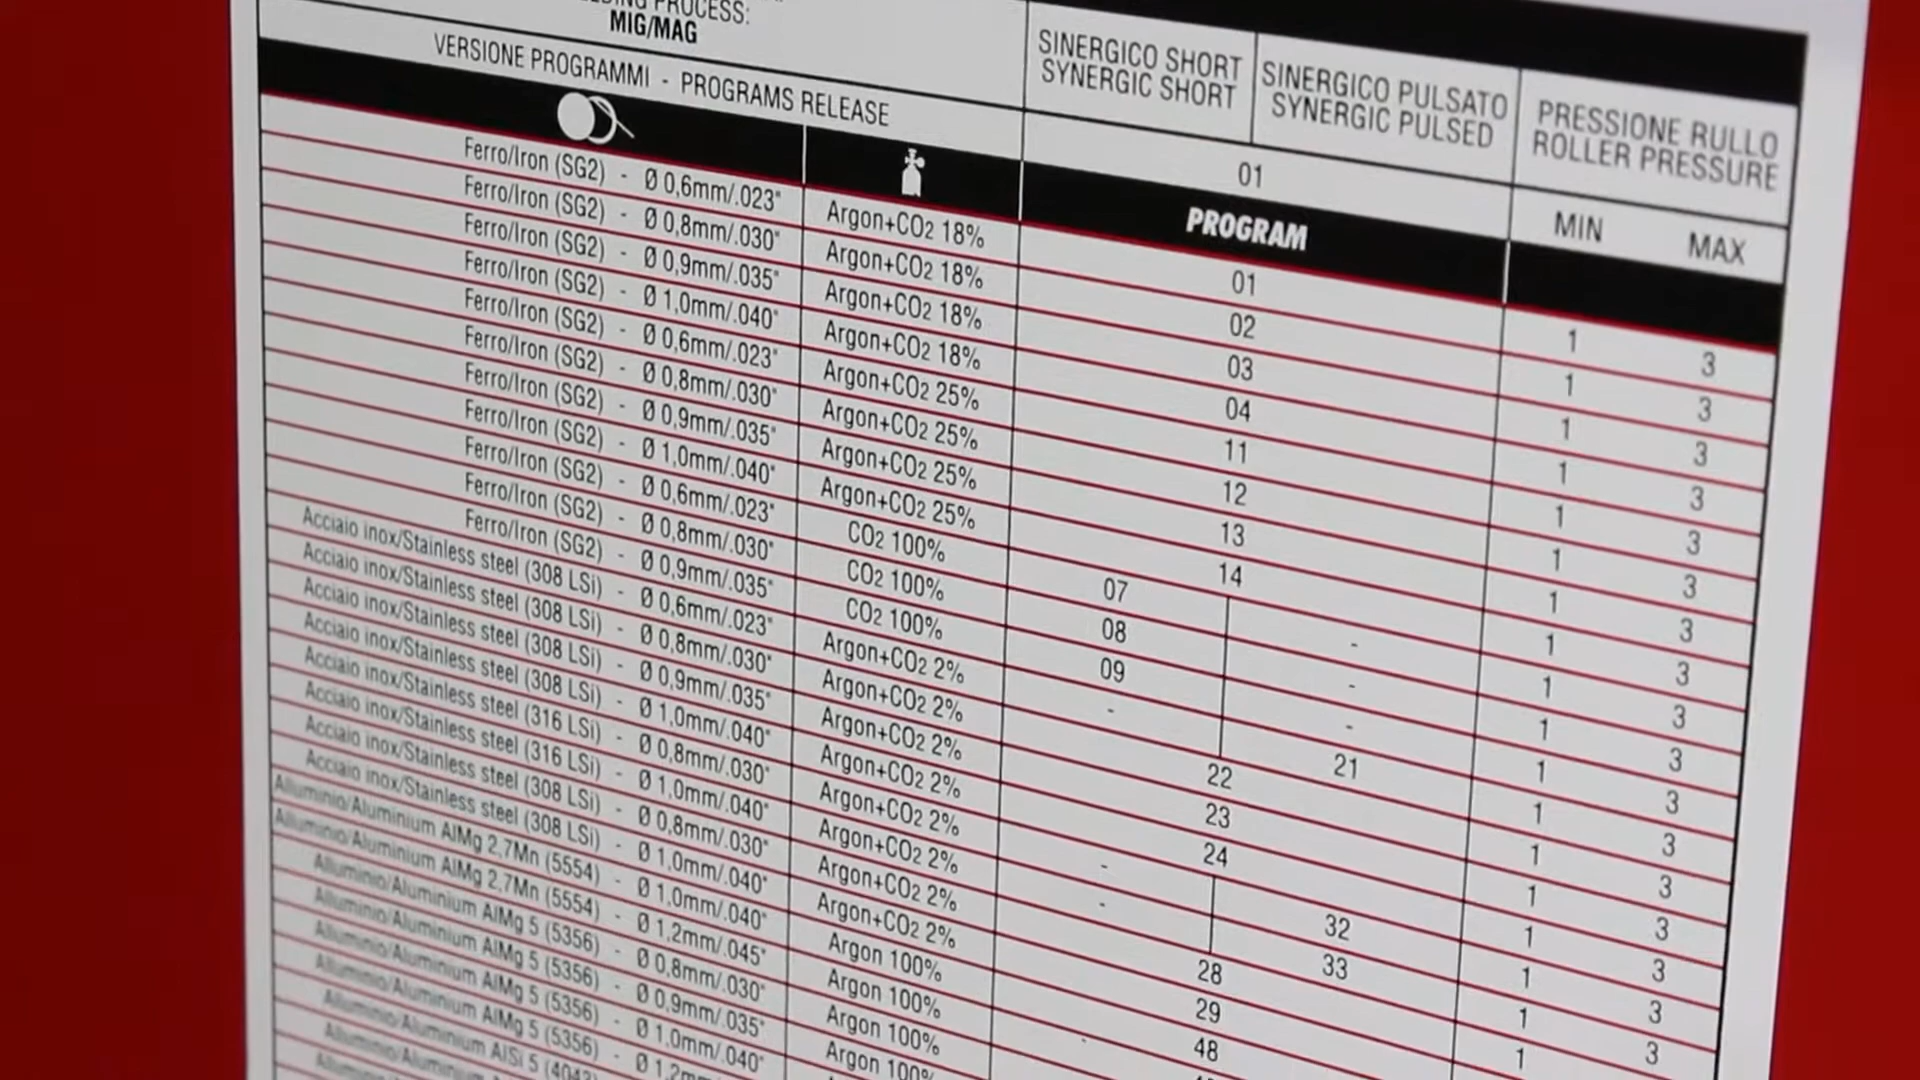 WELDING PROCESS:
MIG/MAG
SINERGICO SHORT
SYNERGIC SHORT
SINERGICO PULSATO
SYNERGIC PULSED
PRESSIONE RULLO
ROLLER PRESSURE
VERSIONE PROGRAMMI - PROGRAMS RELEASE 01 MIN MAX
PROGRAM
Ferro/Iron (SG2) - Ø 0,6mm/.023" Argon+CO2 18% 01 1 3
Ferro/Iron (SG2) - Ø 0,8mm/.030" Argon+CO2 18% 02 1 3
Ferro/Iron (SG2) - Ø 0,9mm/.035" Argon+CO2 18% 03 1 3
Ferro/Iron (SG2) - Ø 1,0mm/.040" Argon+CO2 18% 04 1 3
Ferro/Iron (SG2) - Ø 0,6mm/.023" Argon+CO2 25% 11 1 3
Ferro/Iron (SG2) - Ø 0,8mm/.030" Argon+CO2 25% 12 1 3
Ferro/Iron (SG2) - Ø 0,9mm/.035" Argon+CO2 25% 13 1 3
Ferro/Iron (SG2) - Ø 1,0mm/.040" Argon+CO2 25% 14 1 3
Ferro/Iron (SG2) - Ø 0,6mm/.023" CO2 100% 07 - 1 3
Ferro/Iron (SG2) - Ø 0,8mm/.030" CO2 100% 08 - 1 3
Ferro/Iron (SG2) - Ø 0,9mm/.035" CO2 100% 09 - 1 3
Acciaio inox/Stainless steel (308 LSi) - Ø 0,6mm/.023" Argon+CO2 2% - 21 1 3
Acciaio inox/Stainless steel (308 LSi) - Ø 0,8mm/.030" Argon+CO2 2% 22 1 3
Acciaio inox/Stainless steel (308 LSi) - Ø 0,9mm/.035" Argon+CO2 2% 23 1 3
Acciaio inox/Stainless steel (308 LSi) - Ø 1,0mm/.040" Argon+CO2 2% 24 1 3
Acciaio inox/Stainless steel (316 LSi) - Ø 0,8mm/.030" Argon+CO2 2% - 32 1 3
Acciaio inox/Stainless steel (316 LSi) - Ø 1,0mm/.040" Argon+CO2 2% - 33 1 3
Acciaio inox/Stainless steel (308 LSi) - Ø 0,8mm/.030" Argon+CO2 2% 28 1
Acciaio inox/Stainless steel (308 LSi) - Ø 1,0mm/.040" Argon+CO2 2% 29
Alluminio/Aluminium AlMg 2,7Mn (5554) - Ø 1,0mm/.040" Argon 100% 48
Alluminio/Aluminium AlMg 2,7Mn (5554) - Ø 1,2mm/.045" Argon 100%
Alluminio/Aluminium AlMg 5 (5356) - Ø 0,8mm/.030" Argon 100%
Alluminio/Aluminium AlMg 5 (5356) - Ø 0,9mm/.035" Argon 100%
Alluminio/Aluminium AlMg 5 (5356) - Ø 1,0mm/.040"
Alluminio/Aluminium AlMg 5 (5356) - Ø 1,2mm
Alluminio/Aluminium AlSi 5
Alluminio/Aluminium